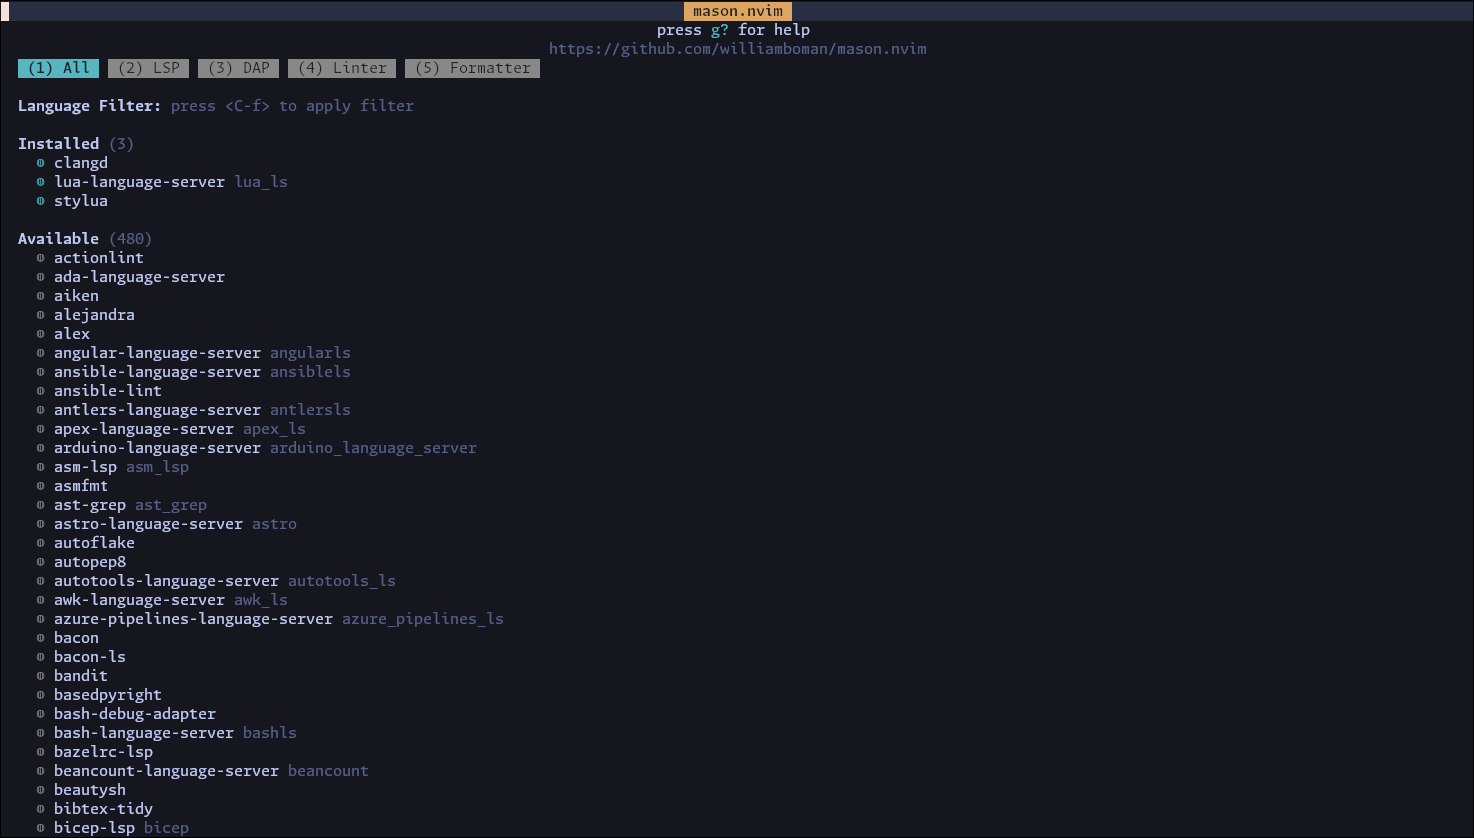 mason.nvim
press g? for help
https://github.com/williamboman/mason.nvim
(1) All (2) LSP (3) DAP (4) Linter (5) Formatter
Language Filter: press <C-f> to apply filter
Installed (3)
clangd
lua-language-server lua_ls
stylua
Available (480)
actionlint
ada-language-server
aiken
alejandra
alex
angular-language-server angularls
ansible-language-server ansiblels
ansible-lint
antlers-language-server antlersls
apex-language-server apex_ls
arduino-language-server arduino_language_server
asm-lsp asm_lsp
asmfmt
ast-grep ast_grep
astro-language-server astro
autoflake
autopep8
autotools-language-server autotools_ls
awk-language-server awk_ls
azure-pipelines-language-server azure_pipelines_ls
bacon
bacon-ls
bandit
basedpyright
bash-debug-adapter
bash-language-server bashls
bazelrc-lsp
beancount-language-server beancount
beautysh
bibtex-tidy
bicep-lsp bicep